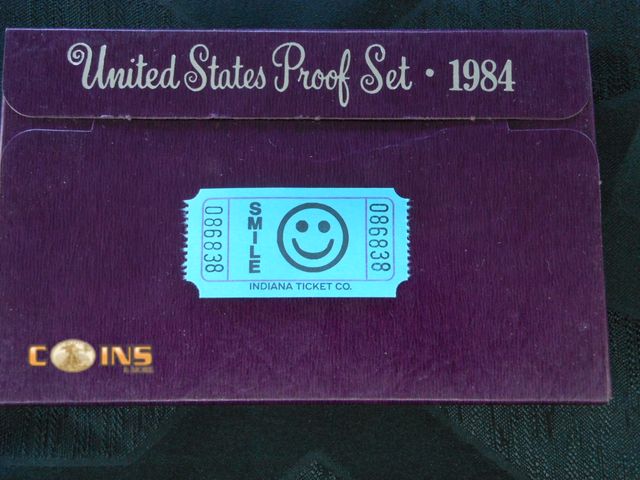 United States Proof Set · 1984
086838
SMILE
086838
INDIANA TICKET CO.
COINS